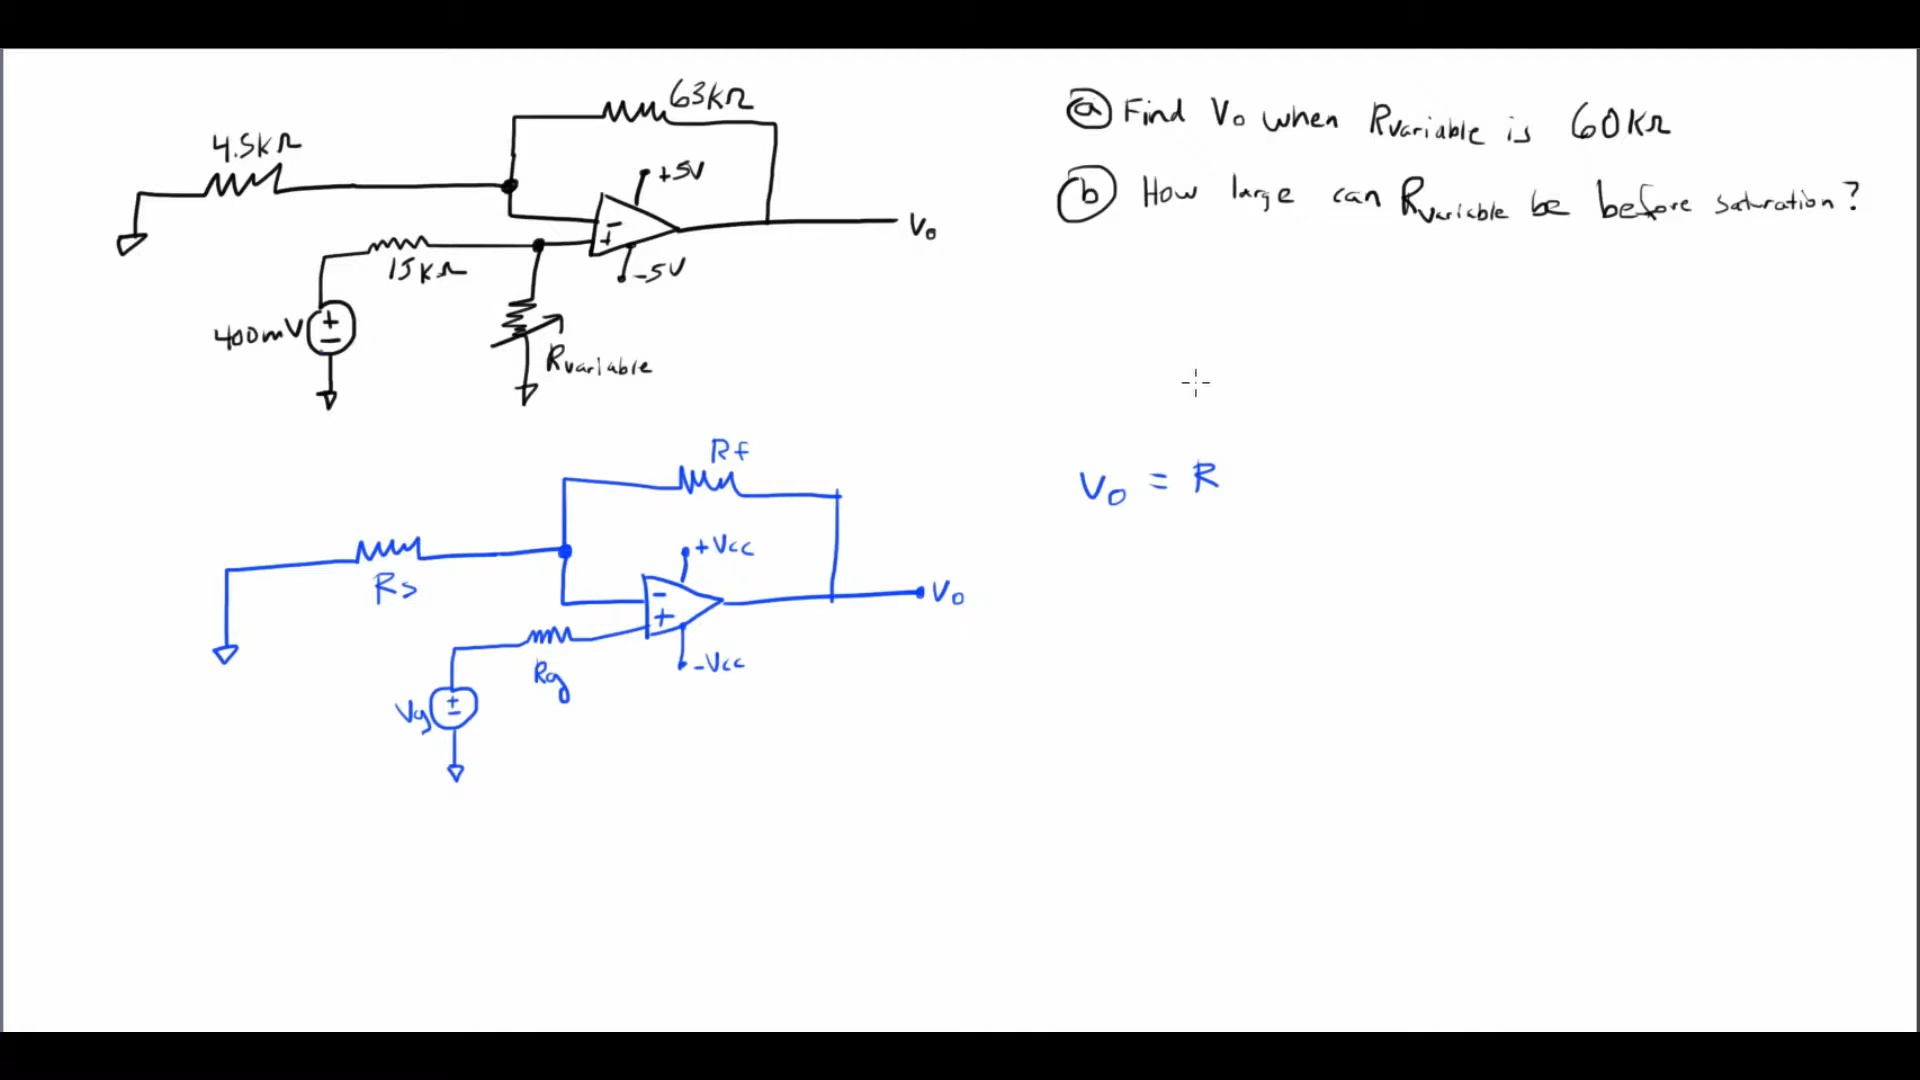 63kΩ
4.5kΩ
+5V
-
+
Vo
15kΩ
-5V
400mV
+
-
Rvariable
ⓐ Find Vo when Rvariable is 60kΩ
ⓑ How large can Rvariable be before saturation?
Rf
+Vcc
Rs
-
+
Vo
Rg
-Vcc
Vg
+
-
Vo = R